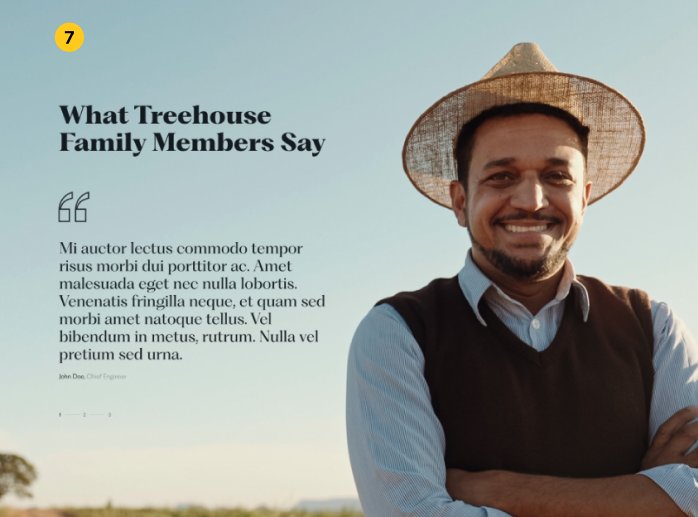 7
What Treehouse
Family Members Say
Mi auctor lectus commodo tempor
risus morbi dui porttitor ac. Amet
malesuada eget nec nulla lobortis.
Venenatis fringilla neque, et quam sed
morbi amet natoque tellus. Vel
bibendum in metus, rutrum. Nulla vel
pretium sed urna.
John Doe, Chief Engineer
1 2 3